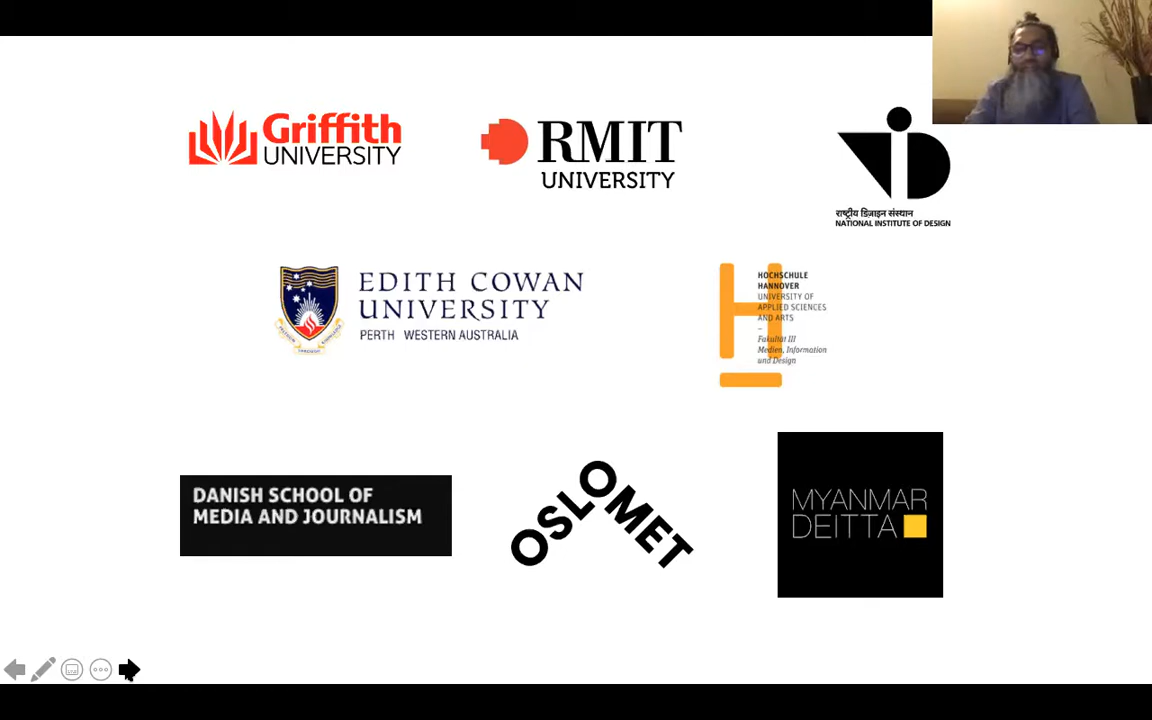 Griffith
UNIVERSITY
RMIT
UNIVERSITY
राष्ट्रीय डिज़ाइन संस्थान
NATIONAL INSTITUTE OF DESIGN
EDITH COWAN
UNIVERSITY
PERTH WESTERN AUSTRALIA
HOCHSCHULE
HANNOVER
UNIVERSITY OF
APPLIED SCIENCES
AND ARTS
–
Fakultät III
Medien, Information
und Design
DANISH SCHOOL OF
MEDIA AND JOURNALISM
OSLOMET
MYANMAR
DEITTA